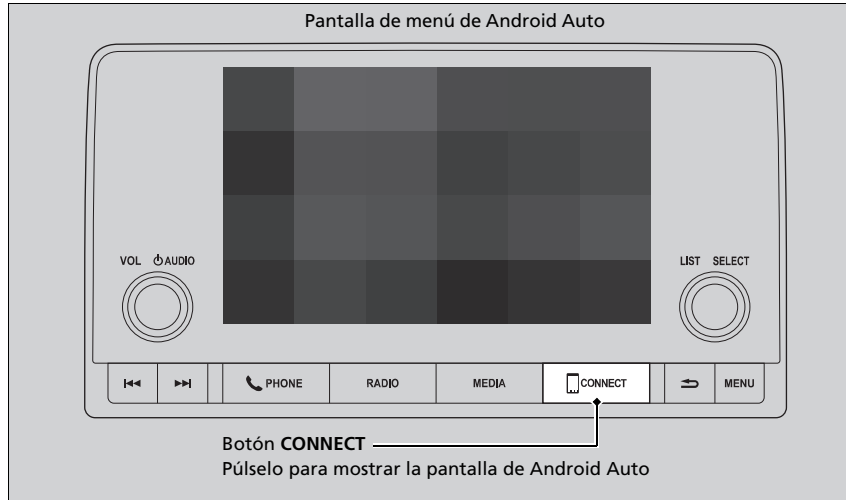 Pantalla de menú de Android Auto
VOL AUDIO
LIST SELECT
PHONE
RADIO
MEDIA
CONNECT
MENU
Botón CONNECT
Púlselo para mostrar la pantalla de Android Auto